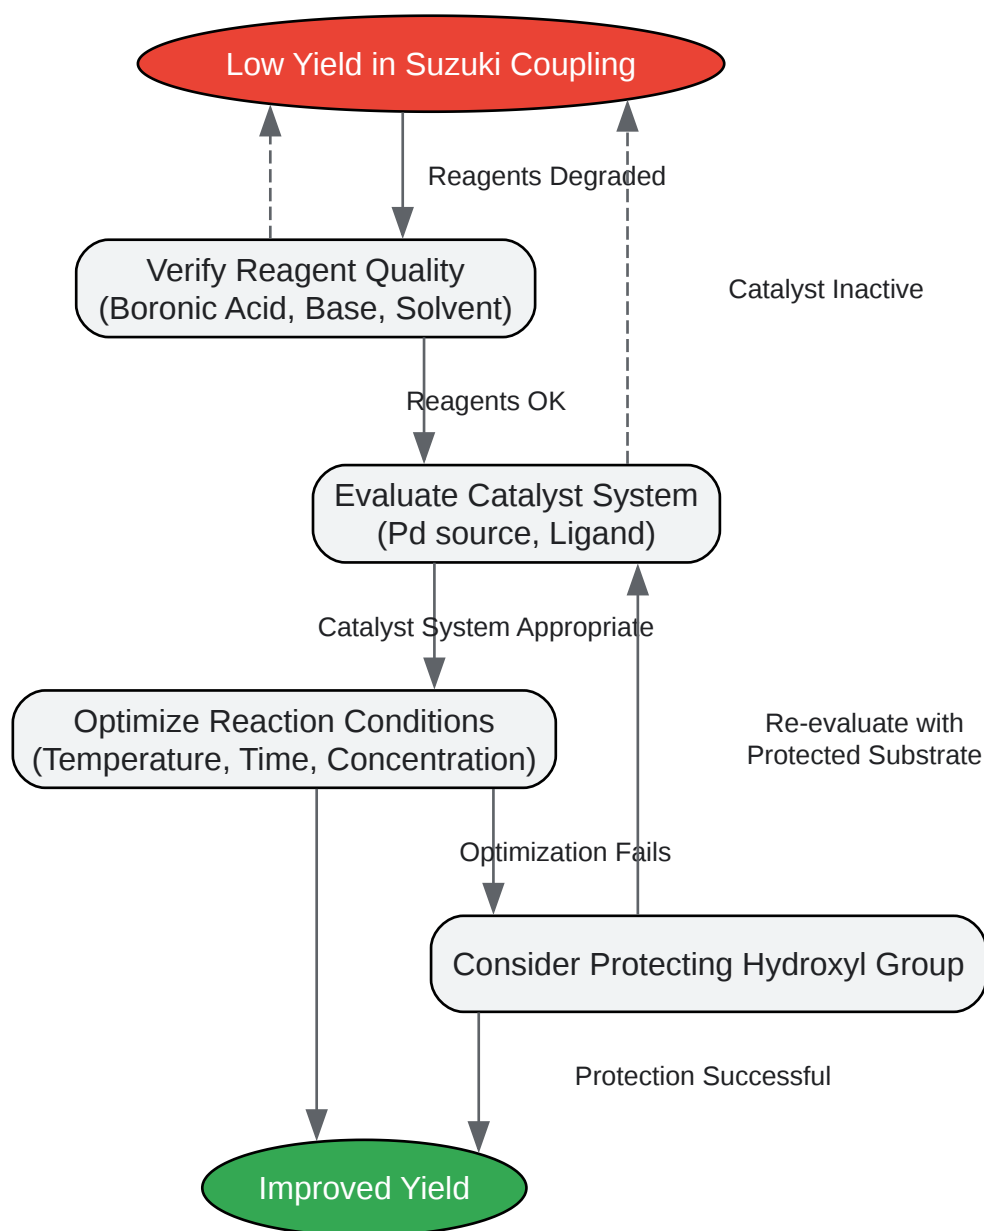 Low Yield in Suzuki Coupling
Reagents Degraded
Verify Reagent Quality
(Boronic Acid, Base, Solvent)
Catalyst Inactive
Reagents OK
Evaluate Catalyst System
(Pd source, Ligand)
Catalyst System Appropriate
Optimize Reaction Conditions
(Temperature, Time, Concentration)
Re-evaluate with
Protected Substrate
Optimization Fails
Consider Protecting Hydroxyl Group
Protection Successful
Improved Yield